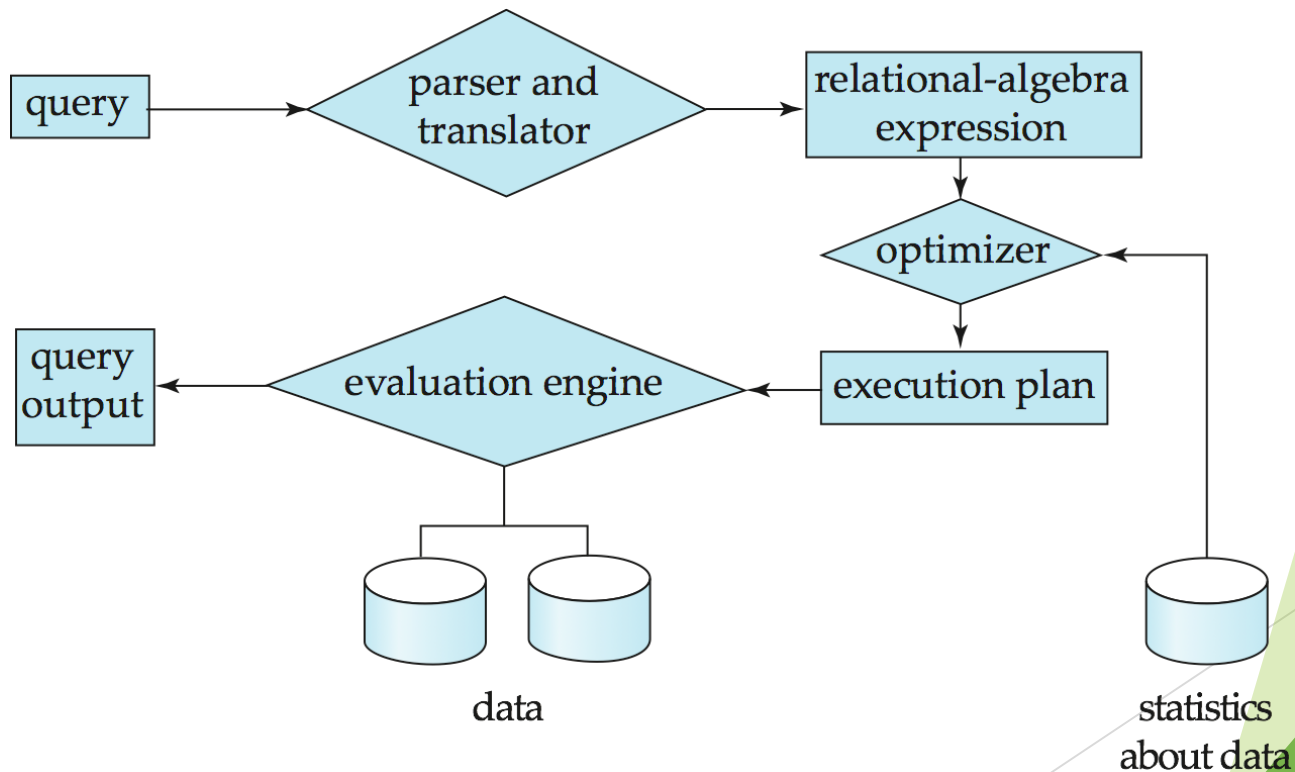 query
parser and
translator
relational-algebra
expression
optimizer
query
output
evaluation engine
execution plan
data
statistics
about data